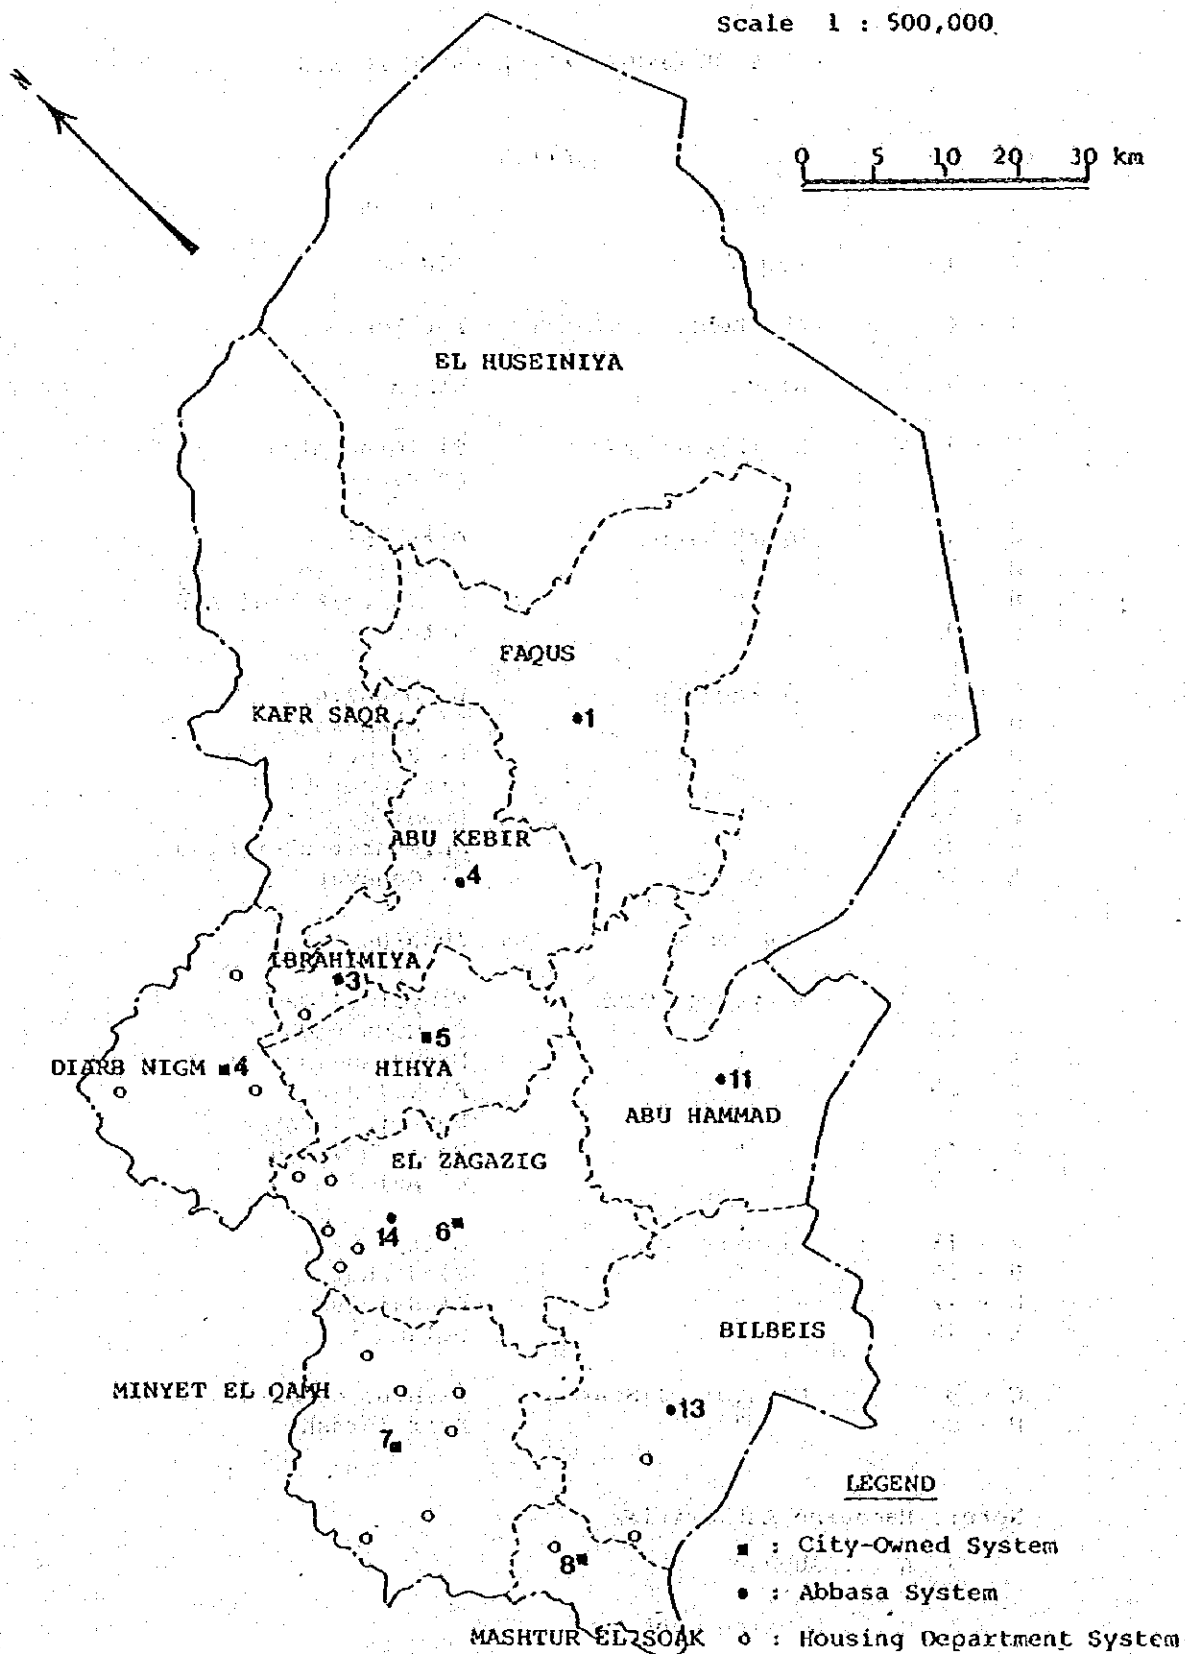 Scale 1 : 500,000
N
0 5 10 20 30 km
EL HUSEINIYA
FAQUS
1
KAFR SAQR
ABU KEBIR
4
IBRAHIMIYA
3
5
DIARB NIGM 4
HIHYA
11
ABU HAMMAD
EL ZAGAZIG
14 6
BILBEIS
MINYET EL QAMH
13
7
LEGEND
: City-Owned System
8
: Abbasa System
MASHTUR EL SOAK : Housing Department System